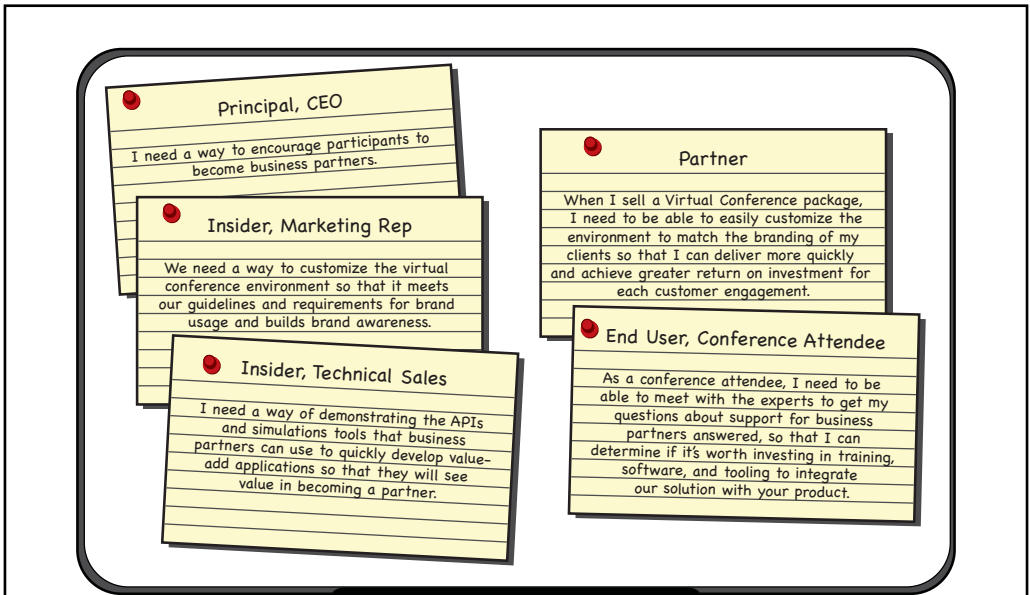 Principal, CEO
I need a way to encourage participants to
become business partners.
Insider, Marketing Rep
We need a way to customize the virtual
conference environment so that it meets
our guidelines and requirements for brand
usage and builds brand awareness.
Insider, Technical Sales
I need a way of demonstrating the APIs
and simulations tools that business
partners can use to quickly develop value-
add applications so that they will see
value in becoming a partner.
Partner
When I sell a Virtual Conference package,
I need to be able to easily customize the
environment to match the branding of my
clients so that I can deliver more quickly
and achieve greater return on investment for
each customer engagement.
End User, Conference Attendee
As a conference attendee, I need to be
able to meet with the experts to get my
questions about support for business
partners answered, so that I can
determine if it's worth investing in training,
software, and tooling to integrate
our solution with your product.